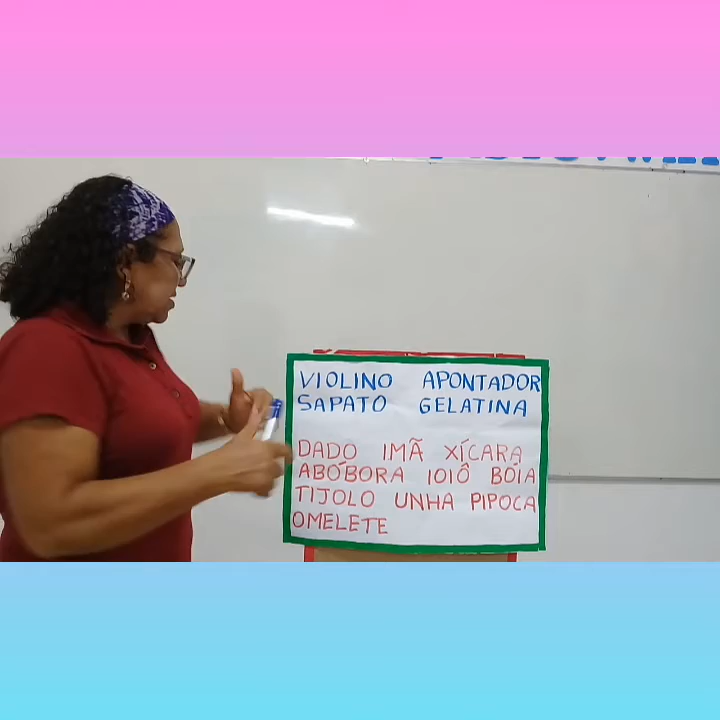 VIOLINO APONTADOR
SAPATO GELATINA
DADO IMÃ XÍCARA
ABÓBORA IOIÔ BÓIA
TIJOLO UNHA PIPOCA
OMELETE